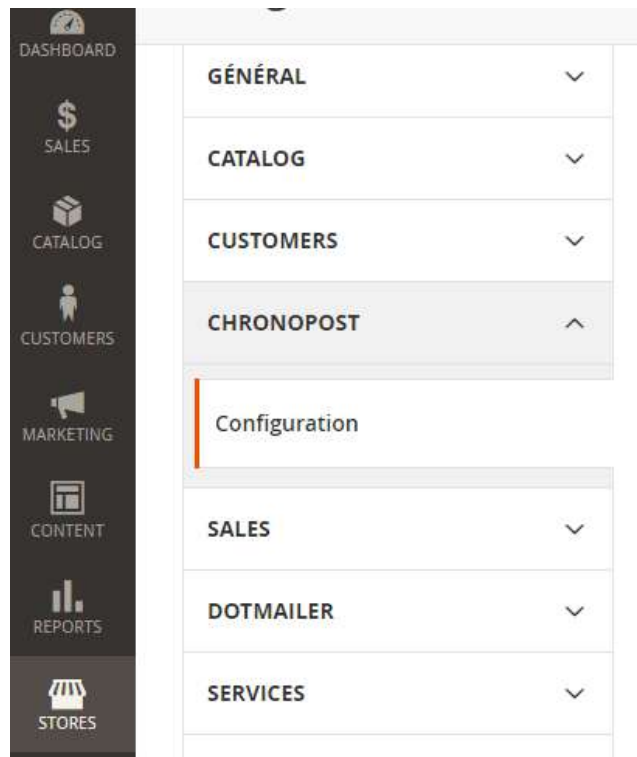 DASHBOARD
SALES
CATALOG
CUSTOMERS
MARKETING
CONTENT
REPORTS
STORES
GÉNÉRAL
CATALOG
CUSTOMERS
CHRONOPOST
Configuration
SALES
DOTMAILER
SERVICES